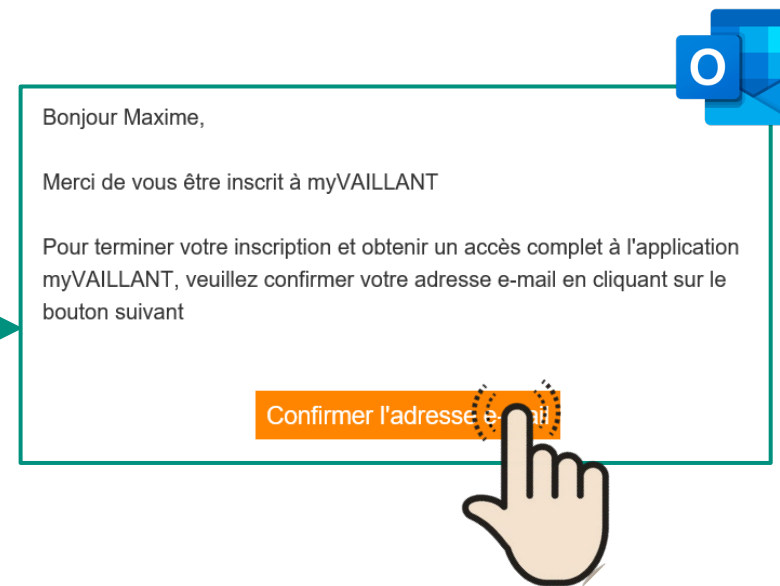 O
Bonjour Maxime,
Merci de vous être inscrit à myVAILLANT
Pour terminer votre inscription et obtenir un accès complet à l'application
myVAILLANT, veuillez confirmer votre adresse e-mail en cliquant sur le
bouton suivant
Confirmer l'adresse e-mail